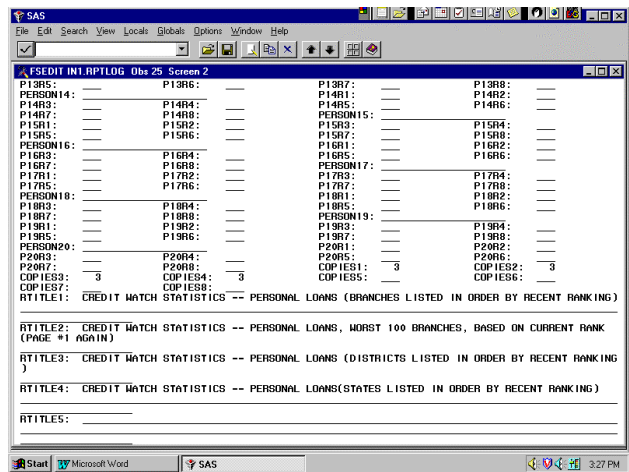 SAS
File Edit Search View Locals Globals Options Window Help
FSEDIT IN1.RPTLOG Obs 25 Screen 2
P13R5: P13R6: P13R7: P13R8:
PERSON14: P14R1: P14R2:
P14R3: P14R4: P14R5: P14R6:
P14R7: P14R8: PERSON15:
P15R1: P15R2: P15R3: P15R4:
P15R5: P15R6: P15R7: P15R8:
PERSON16: P16R1: P16R2:
P16R3: P16R4: P16R5: P16R6:
P16R7: P16R8: PERSON17:
P17R1: P17R2: P17R3: P17R4:
P17R5: P17R6: P17R7: P17R8:
PERSON18: P18R1: P18R2:
P18R3: P18R4: P18R5: P18R6:
P18R7: P18R8: PERSON19:
P19R1: P19R2: P19R3: P19R4:
P19R5: P19R6: P19R7: P19R8:
PERSON20: P20R1: P20R2:
P20R3: P20R4: P20R5: P20R6:
P20R7: P20R8: COPIES1: 3 COPIES2: 3
COPIES3: 3 COPIES4: 3 COPIES5: COPIES6:
COPIES7: COPIES8:
RTITLE1: CREDIT WATCH STATISTICS -- PERSONAL LOANS (BRANCHES LISTED IN ORDER BY RECENT RANKING)
RTITLE2: CREDIT WATCH STATISTICS -- PERSONAL LOANS, WORST 100 BRANCHES, BASED ON CURRENT RANK
(PAGE #1 AGAIN)
RTITLE3: CREDIT WATCH STATISTICS -- PERSONAL LOANS (DISTRICTS LISTED IN ORDER BY RECENT RANKING
)
RTITLE4: CREDIT WATCH STATISTICS -- PERSONAL LOANS(STATES LISTED IN ORDER BY RECENT RANKING)
RTITLE5:
Start Microsoft Word SAS 3:27 PM